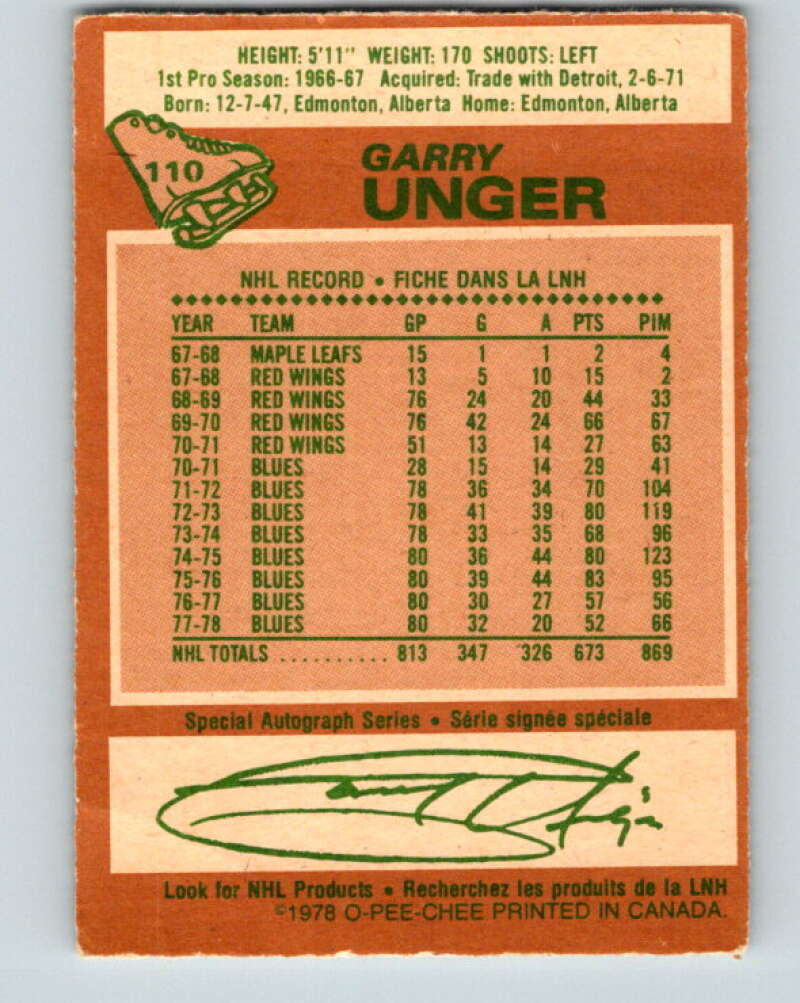 HEIGHT: 5'11" WEIGHT: 170 SHOOTS: LEFT
1st Pro Season: 1966-67 Acquired: Trade with Detroit, 2-6-71
Born: 12-7-47, Edmonton, Alberta Home: Edmonton, Alberta
110
GARRY
UNGER
NHL RECORD • FICHE DANS LA LNH
YEAR TEAM GP G A PTS PIM
67-68 MAPLE LEAFS 15 1 1 2 4
67-68 RED WINGS 13 5 10 15 2
68-69 RED WINGS 76 24 20 44 33
69-70 RED WINGS 76 42 24 66 67
70-71 RED WINGS 51 13 14 27 63
70-71 BLUES 28 15 14 29 41
71-72 BLUES 78 36 34 70 104
72-73 BLUES 78 41 39 80 119
73-74 BLUES 78 33 35 68 96
74-75 BLUES 80 36 44 80 123
75-76 BLUES 80 39 44 83 95
76-77 BLUES 80 30 27 57 56
77-78 BLUES 80 32 20 52 66
NHL TOTALS .......... 813 347 326 673 869
Special Autograph Series • Série signée spéciale
Garry Unger
Look for NHL Products • Recherchez les produits de la LNH
©1978 O-PEE-CHEE PRINTED IN CANADA.